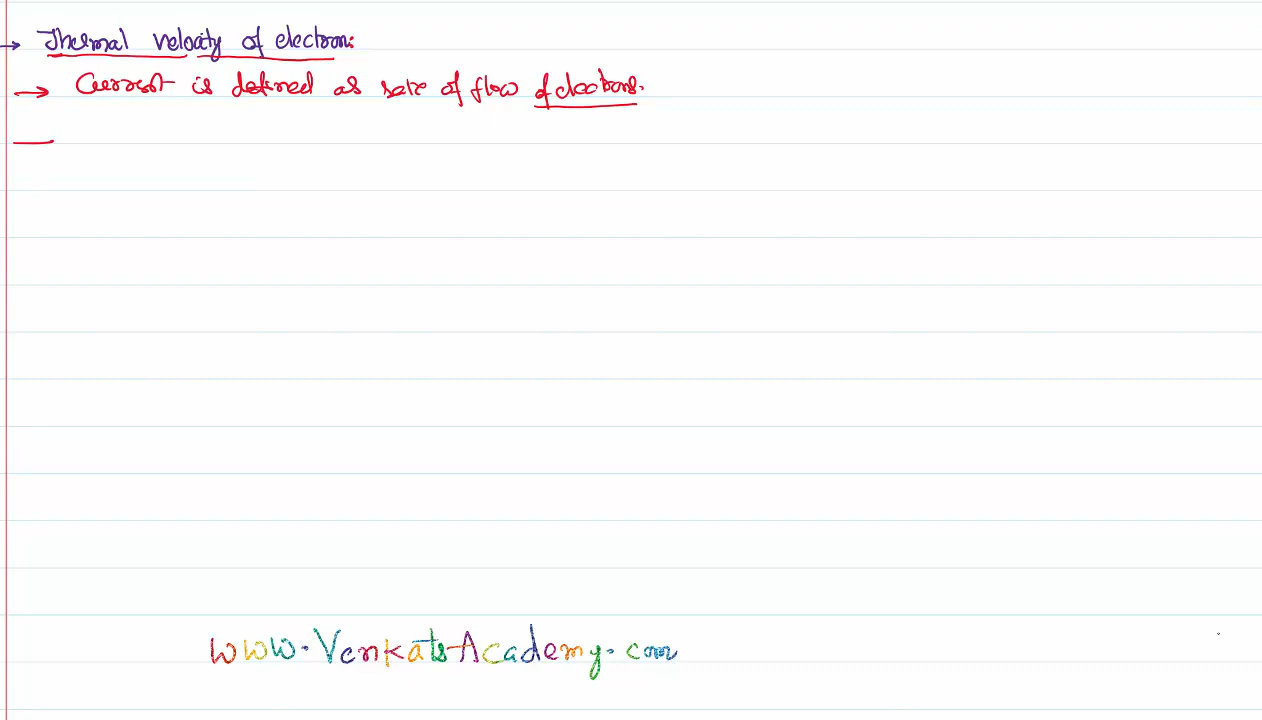 → Thermal velocity of electron:
→ Current is defined as rate of flow of electrons.
www.VenkatsAcademy.com